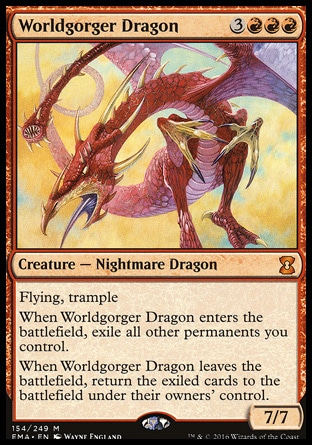 Worldgorger Dragon 3
Creature — Nightmare Dragon
Flying, trample
When Worldgorger Dragon enters the
battlefield, exile all other permanents you
control.
When Worldgorger Dragon leaves the
battlefield, return the exiled cards to the
battlefield under their owners' control.
7/7
154/249 M
EMA • EN WAYNE ENGLAND
™ & © 2016 Wizards of the Coast